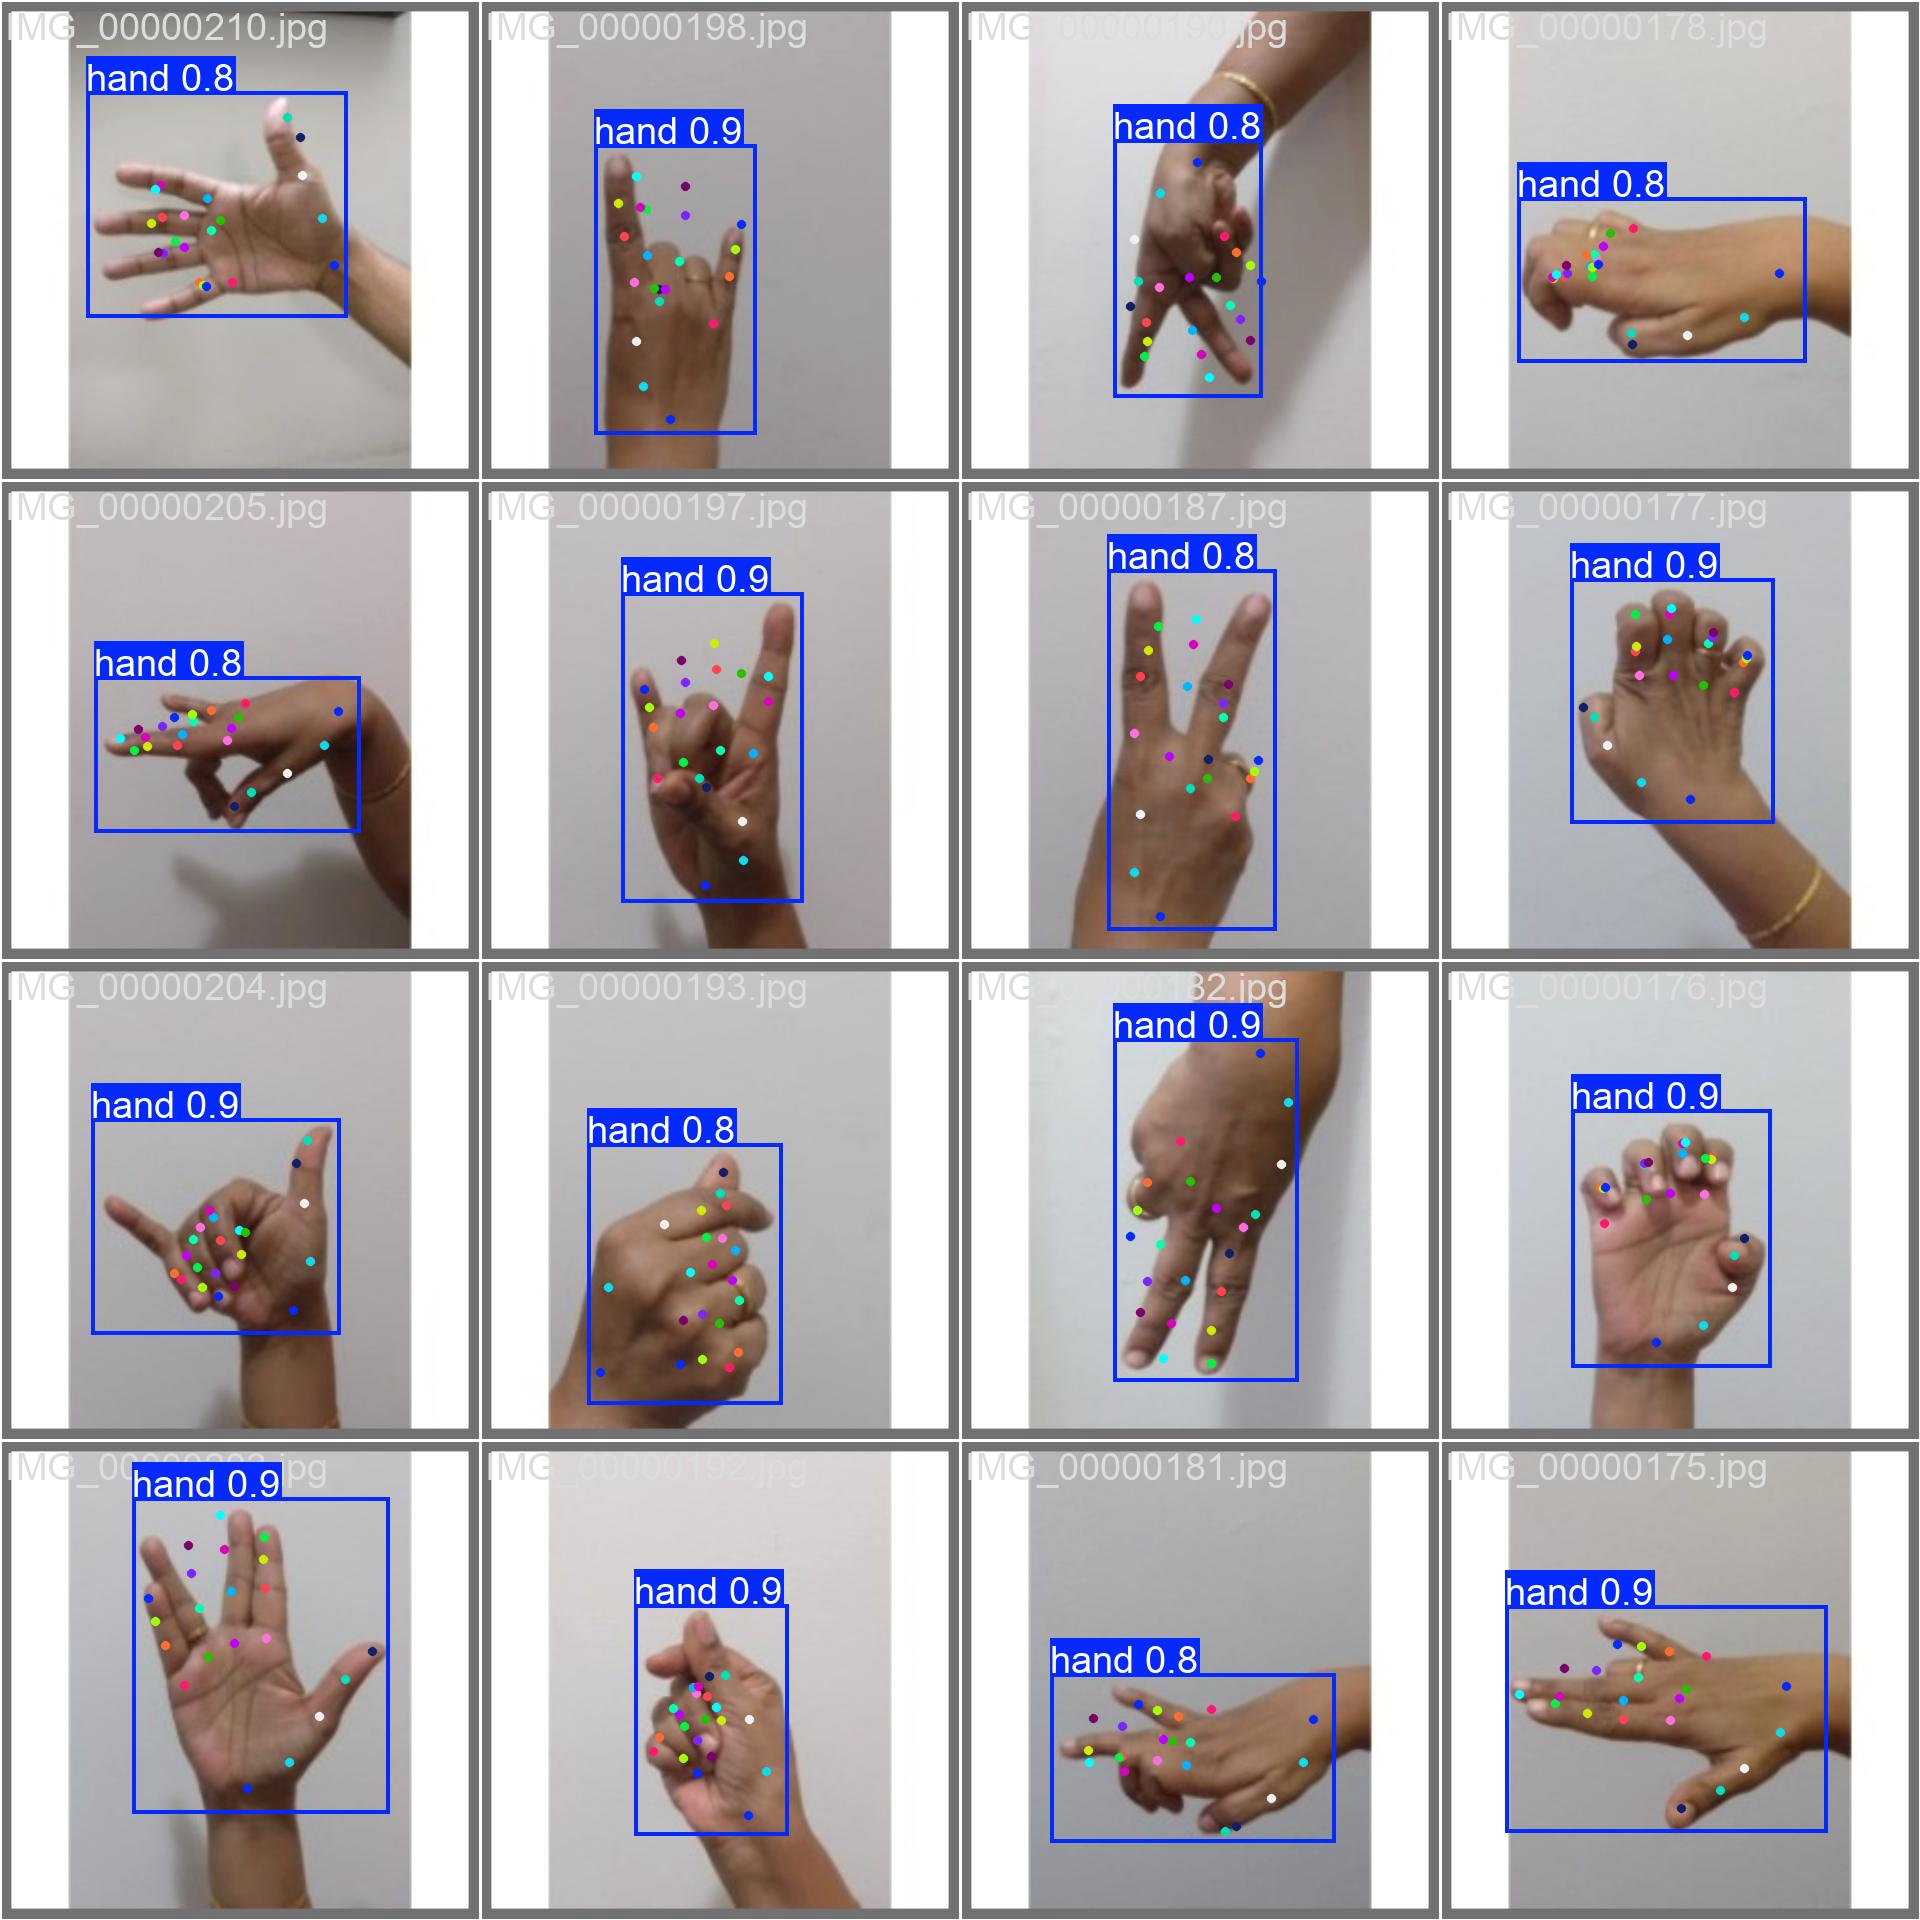 IMG_00000210.jpg
hand 0.8
IMG_00000198.jpg
hand 0.9
hand 0.8
IMG_00000178.jpg
hand 0.8
IMG_00000205.jpg
hand 0.8
IMG_00000197.jpg
hand 0.9
IMG_00000187.jpg
hand 0.8
IMG_00000177.jpg
hand 0.9
IMG_00000204.jpg
hand 0.9
IMG_00000193.jpg
hand 0.8
hand 0.9
IMG_00000176.jpg
hand 0.9
hand 0.9
IMG_00000192.jpg
hand 0.9
IMG_00000181.jpg
hand 0.8
IMG_00000175.jpg
hand 0.9